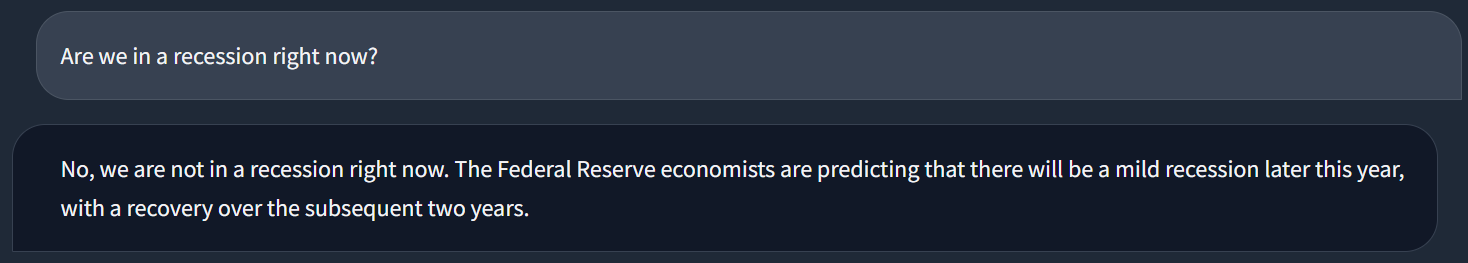 Are we in a recession right now?
No, we are not in a recession right now. The Federal Reserve economists are predicting that there will be a mild recession later this year,
with a recovery over the subsequent two years.